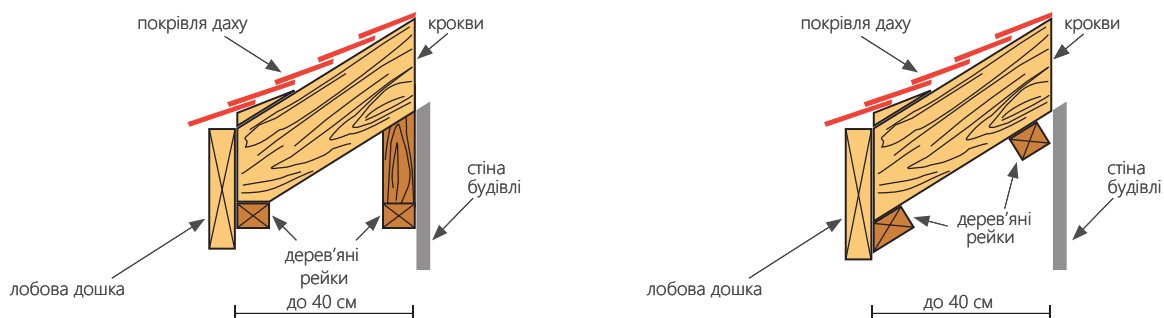 покрівля даху
крокви
стіна
будівлі
дерев'яні
рейки
лобова дошка
до 40 см
покрівля даху
крокви
стіна
будівлі
дерев'яні
рейки
лобова дошка
до 40 см